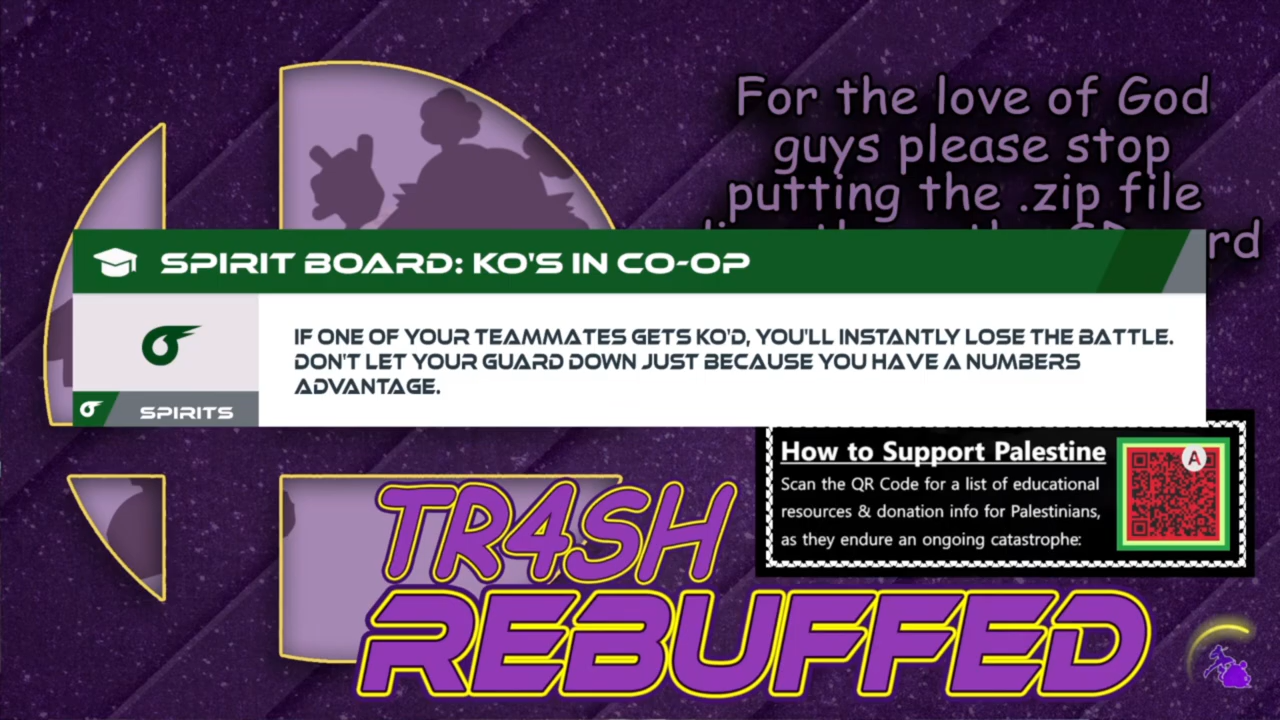 For the love of God
guys please stop
putting the .zip file
SPIRIT BOARD: KO'S IN CO-OP
IF ONE OF YOUR TEAMMATES GETS KO'D, YOU'LL INSTANTLY LOSE THE BATTLE.
DON'T LET YOUR GUARD DOWN JUST BECAUSE YOU HAVE A NUMBERS
ADVANTAGE.
SPIRITS
How to Support Palestine
Scan the QR Code for a list of educational
resources & donation info for Palestinians,
as they endure an ongoing catastrophe:
A
TR4SH
REBUFFED